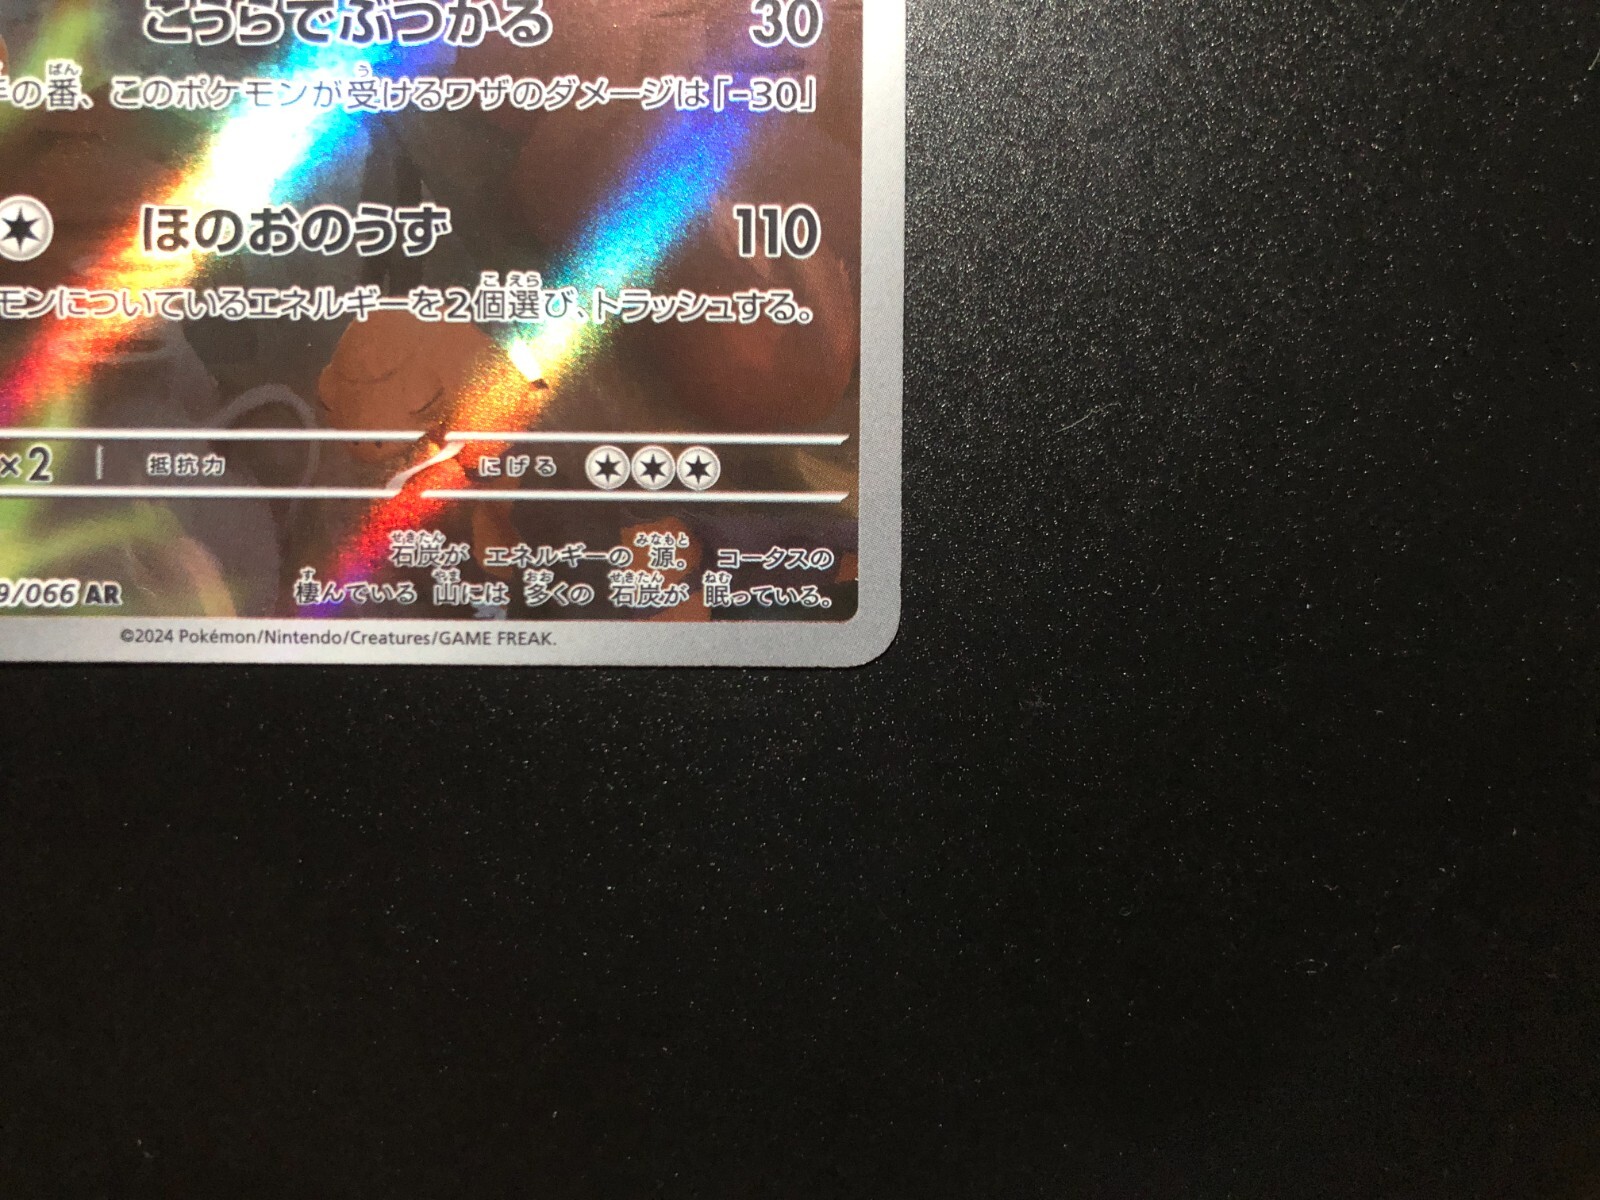 こうらでぶつかる 30
の番、このポケモンが受けるワザのダメージは「-30」
ほのおのうず 110
モンについているエネルギーを2個選び、トラッシュする。
×2 抵抗力 にげる
石炭が エネルギーの 源。 コータスの
棲んでいる 山には 多くの 石炭が 眠っている。
9/066 AR
©2024 Pokémon/Nintendo/Creatures/GAME FREAK.